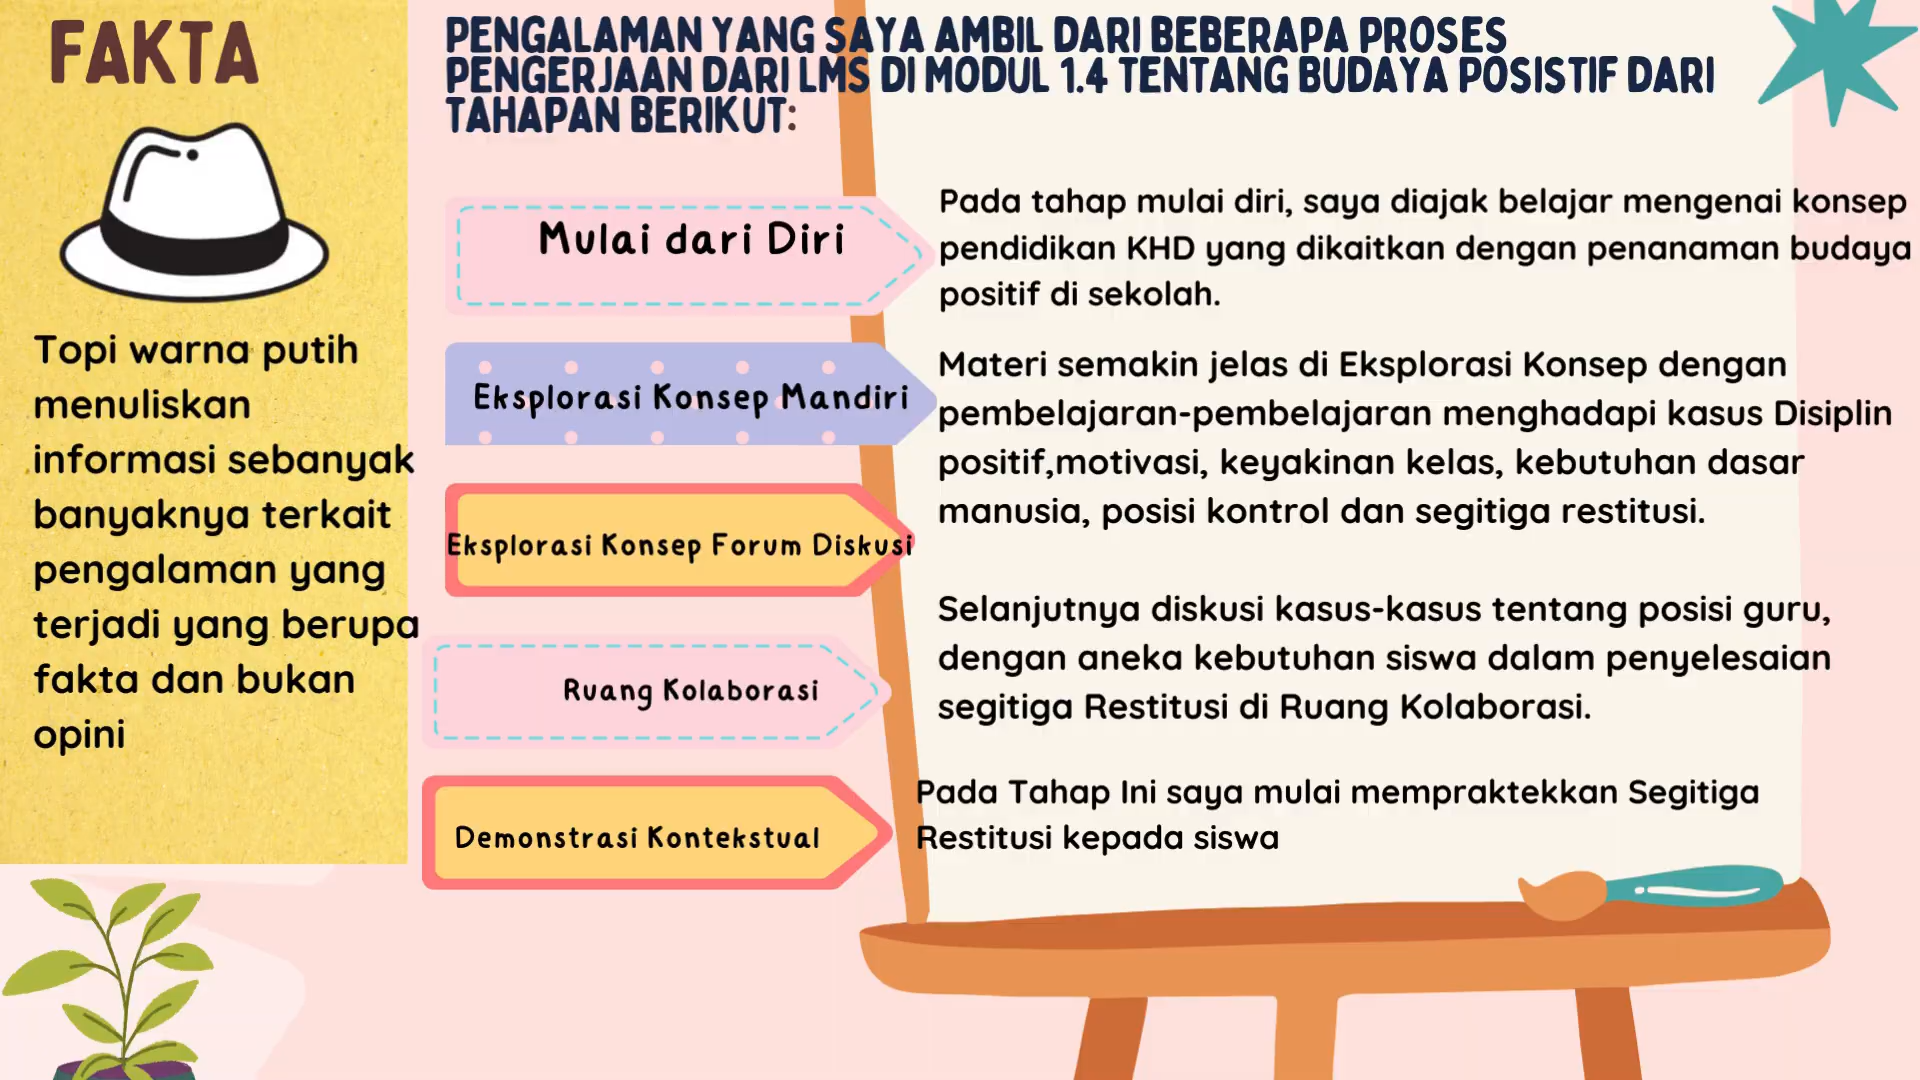 FAKTA
Topi warna putih
menuliskan
informasi sebanyak
banyaknya terkait
pengalaman yang
terjadi yang berupa
fakta dan bukan
opini
PENGALAMAN YANG SAYA AMBIL DARI BEBERAPA PROSES
PENGERJAAN DARI LMS DI MODUL 1.4 TENTANG BUDAYA POSISTIF DARI
TAHAPAN BERIKUT:
Mulai dari Diri
Pada tahap mulai diri, saya diajak belajar mengenai konsep
pendidikan KHD yang dikaitkan dengan penanaman budaya
positif di sekolah.
Eksplorasi Konsep Mandiri
Materi semakin jelas di Eksplorasi Konsep dengan
pembelajaran-pembelajaran menghadapi kasus Disiplin
positif,motivasi, keyakinan kelas, kebutuhan dasar
manusia, posisi kontrol dan segitiga restitusi.
Eksplorasi Konsep Forum Diskusi
Selanjutnya diskusi kasus-kasus tentang posisi guru,
dengan aneka kebutuhan siswa dalam penyelesaian
segitiga Restitusi di Ruang Kolaborasi.
Ruang Kolaborasi
Demonstrasi Kontekstual
Pada Tahap Ini saya mulai mempraktekkan Segitiga
Restitusi kepada siswa